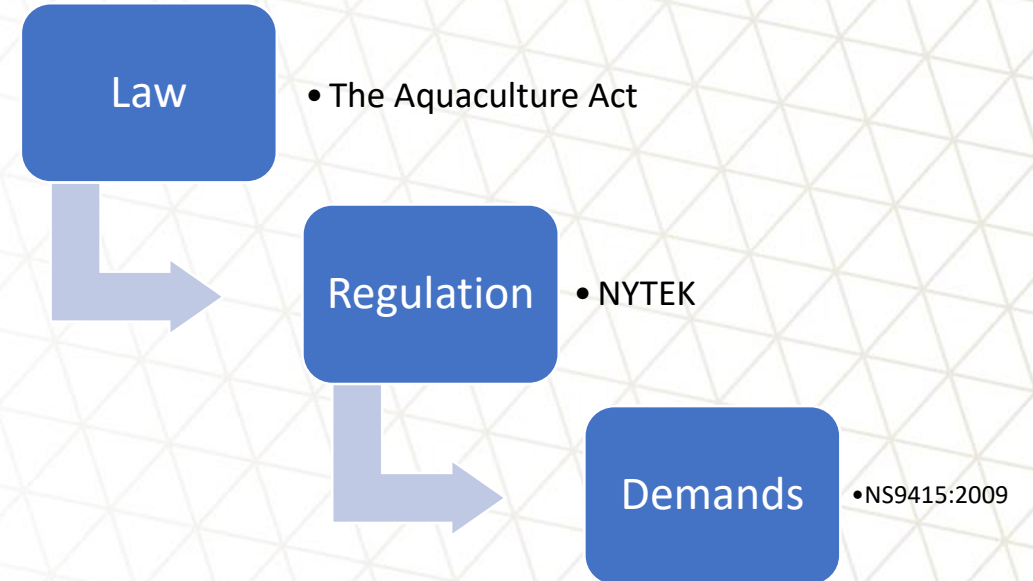 Law
• The Aquaculture Act
Regulation
• NYTEK
Demands
•NS9415:2009